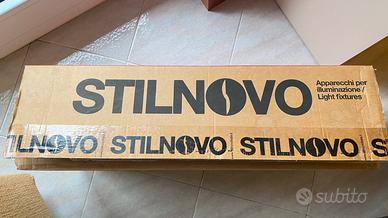 STILNOVO
Apparecchi per
illuminazione /
Light fixtures
STILNOVO STILNOVO STILNOVO
subito